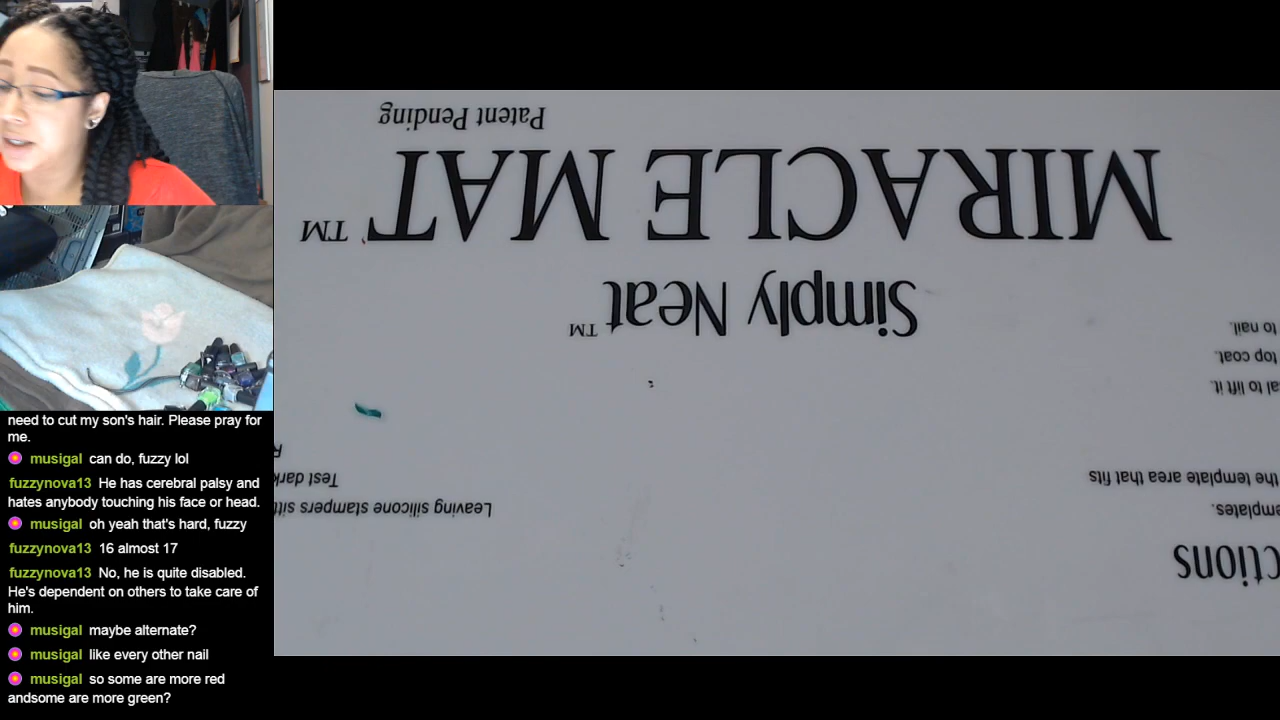 need to cut my son's hair. Please pray for
me.
musigal can do, fuzzy lol
fuzzynova13 He has cerebral palsy and
hates anybody touching his face or head.
musigal oh yeah that's hard, fuzzy
fuzzynova13 16 almost 17
fuzzynova13 No, he is quite disabled.
He's dependent on others to take care of
him.
musigal maybe alternate?
musigal like every other nail
musigal so some are more red
andsome are more green?
ctions
emplates.
the template area that fits
al to lift it.
top coat.
to nail.
Leaving silicone stampers sitti
Test dark
R
Simply Neat™
MIRACLE MAT™
Patent Pending